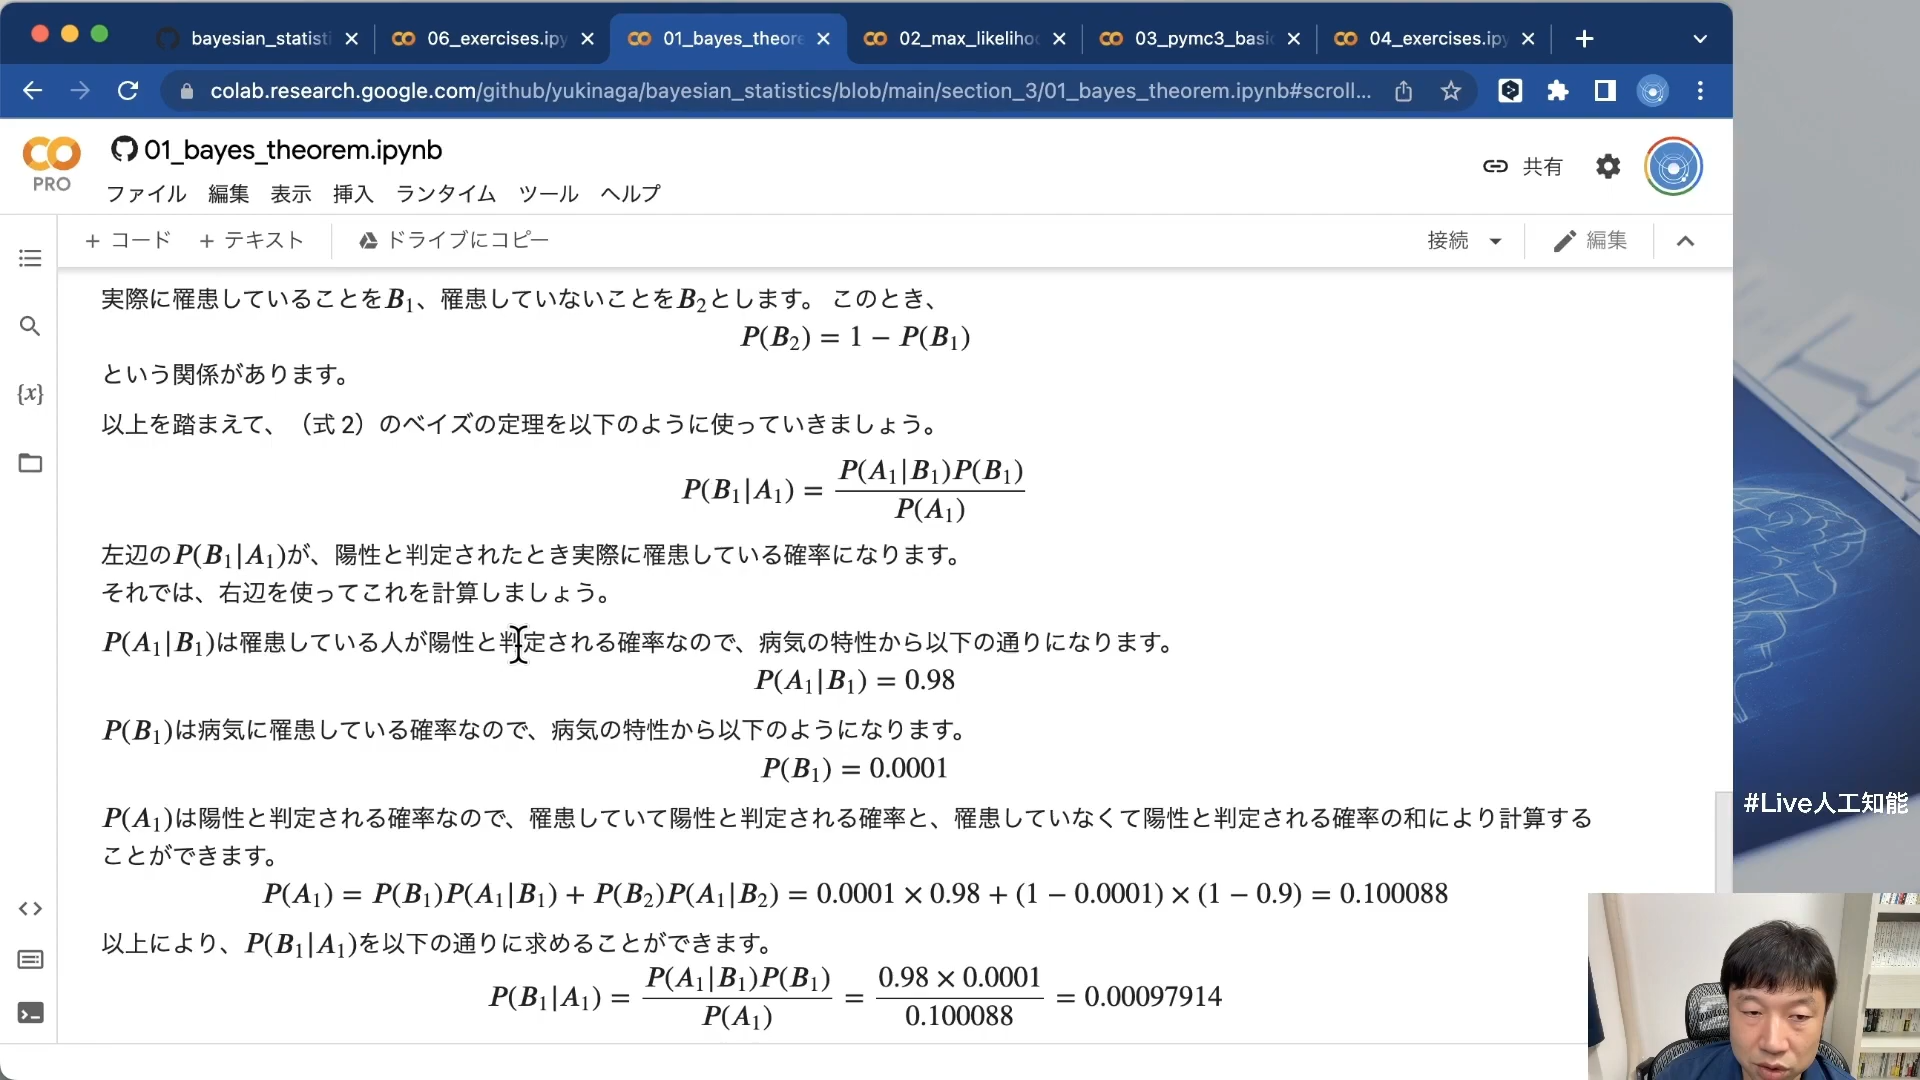 bayesian_statisti
06_exercises.ipy
01_bayes_theore
02_max_likelihoo
03_pymc3_basi
04_exercises.ipy
colab.research.google.com/github/yukinaga/bayesian_statistics/blob/main/section_3/01_bayes_theorem.ipynb#scroll...
01_bayes_theorem.ipynb
PRO
共有
ファイル 編集 表示 挿入 ランタイム ツール ヘルプ
+ コード + テキスト ドライブにコピー 接続 編集
実際に罹患していることをB₁、罹患していないことをB₂とします。 このとき、
P(B₂) = 1 − P(B₁)
という関係があります。
以上を踏まえて、（式 2）のベイズの定理を以下のように使っていきましょう。
P(B₁|A₁) = P(A₁|B₁)P(B₁) / P(A₁)
左辺のP(B₁|A₁)が、陽性と判定されたとき実際に罹患している確率になります。
それでは、右辺を使ってこれを計算しましょう。
P(A₁|B₁)は罹患している人が陽性と判定される確率なので、病気の特性から以下の通りになります。
P(A₁|B₁) = 0.98
P(B₁)は病気に罹患している確率なので、病気の特性から以下のようになります。
P(B₁) = 0.0001
P(A₁)は陽性と判定される確率なので、罹患していて陽性と判定される確率と、罹患していなくて陽性と判定される確率の和により計算する
ことができます。
P(A₁) = P(B₁)P(A₁|B₁) + P(B₂)P(A₁|B₂) = 0.0001 × 0.98 + (1 − 0.0001) × (1 − 0.9) = 0.100088
以上により、P(B₁|A₁)を以下の通りに求めることができます。
P(B₁|A₁) = P(A₁|B₁)P(B₁) / P(A₁) = 0.98 × 0.0001 / 0.100088 = 0.00097914
#Live人工知能